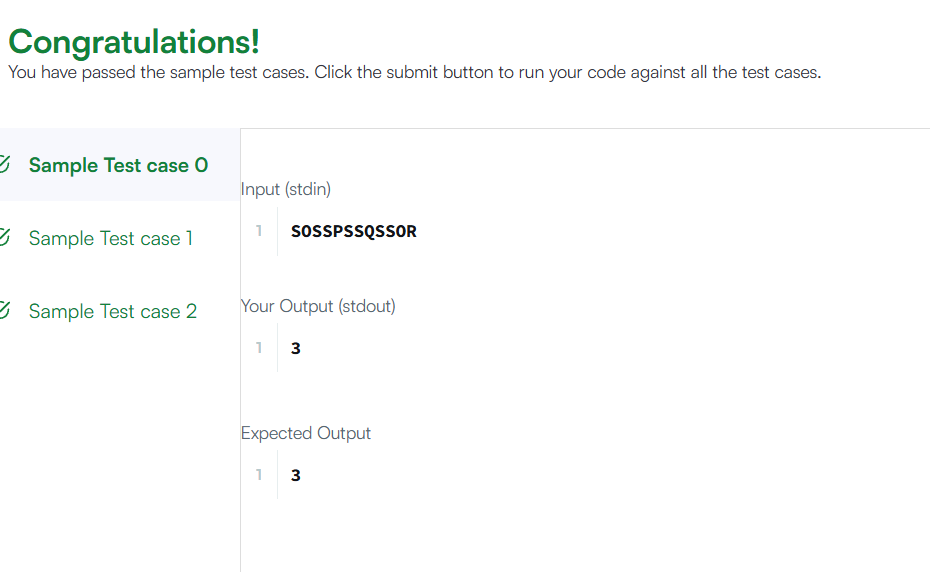 Congratulations!
You have passed the sample test cases. Click the submit button to run your code against all the test cases.
Sample Test case 0
Sample Test case 1
Sample Test case 2
Input (stdin)
1 SOSSPSSQSSOR
Your Output (stdout)
1 3
Expected Output
1 3